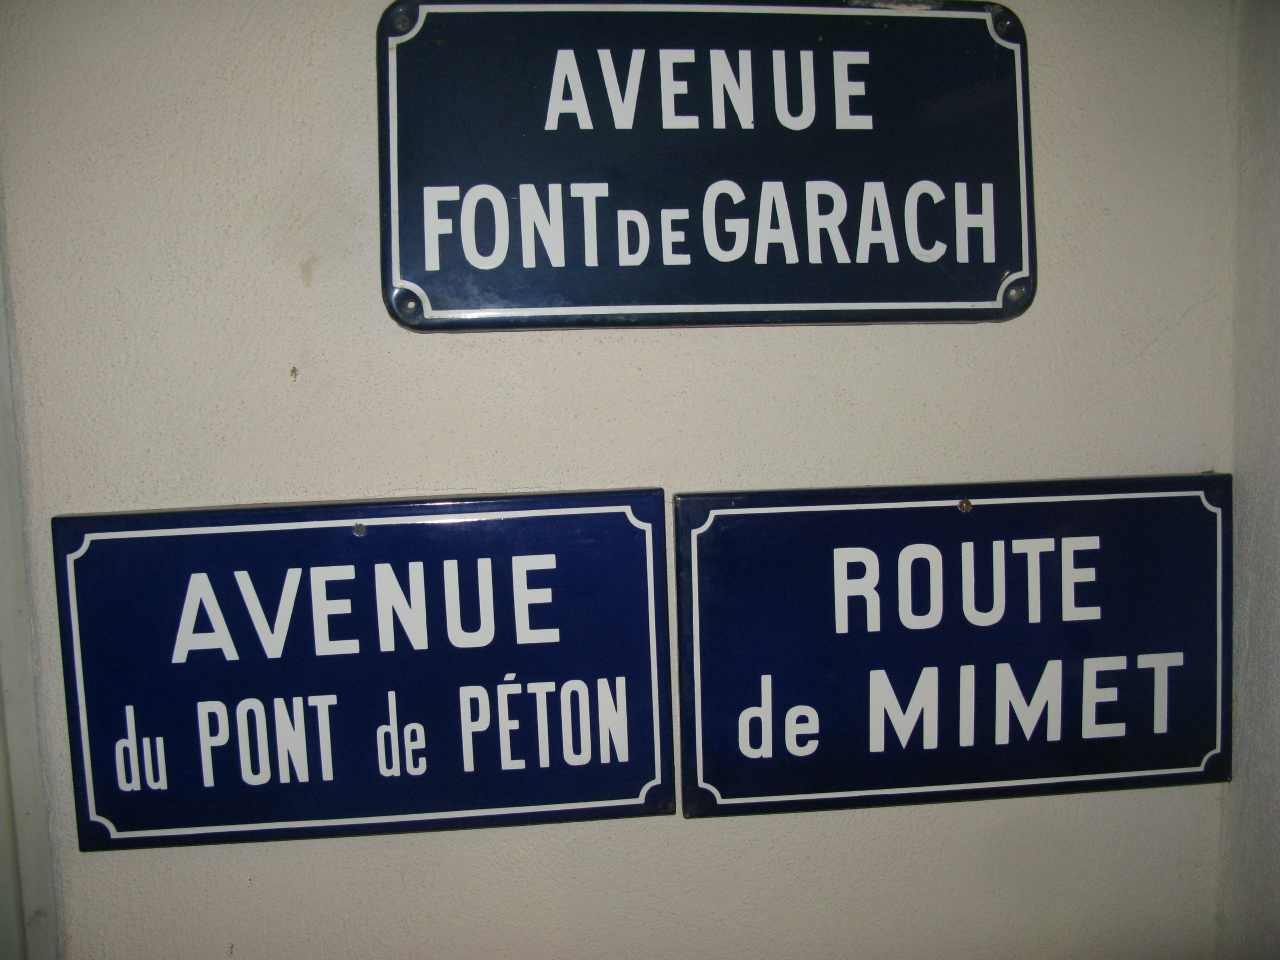 AVENUE
FONT DE GARACH
AVENUE
du PONT de PÉTON
ROUTE
de MIMET